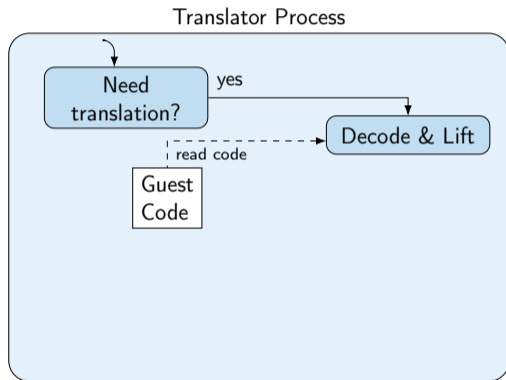 Translator Process
Need
translation?
yes
Decode & Lift
read code
Guest
Code